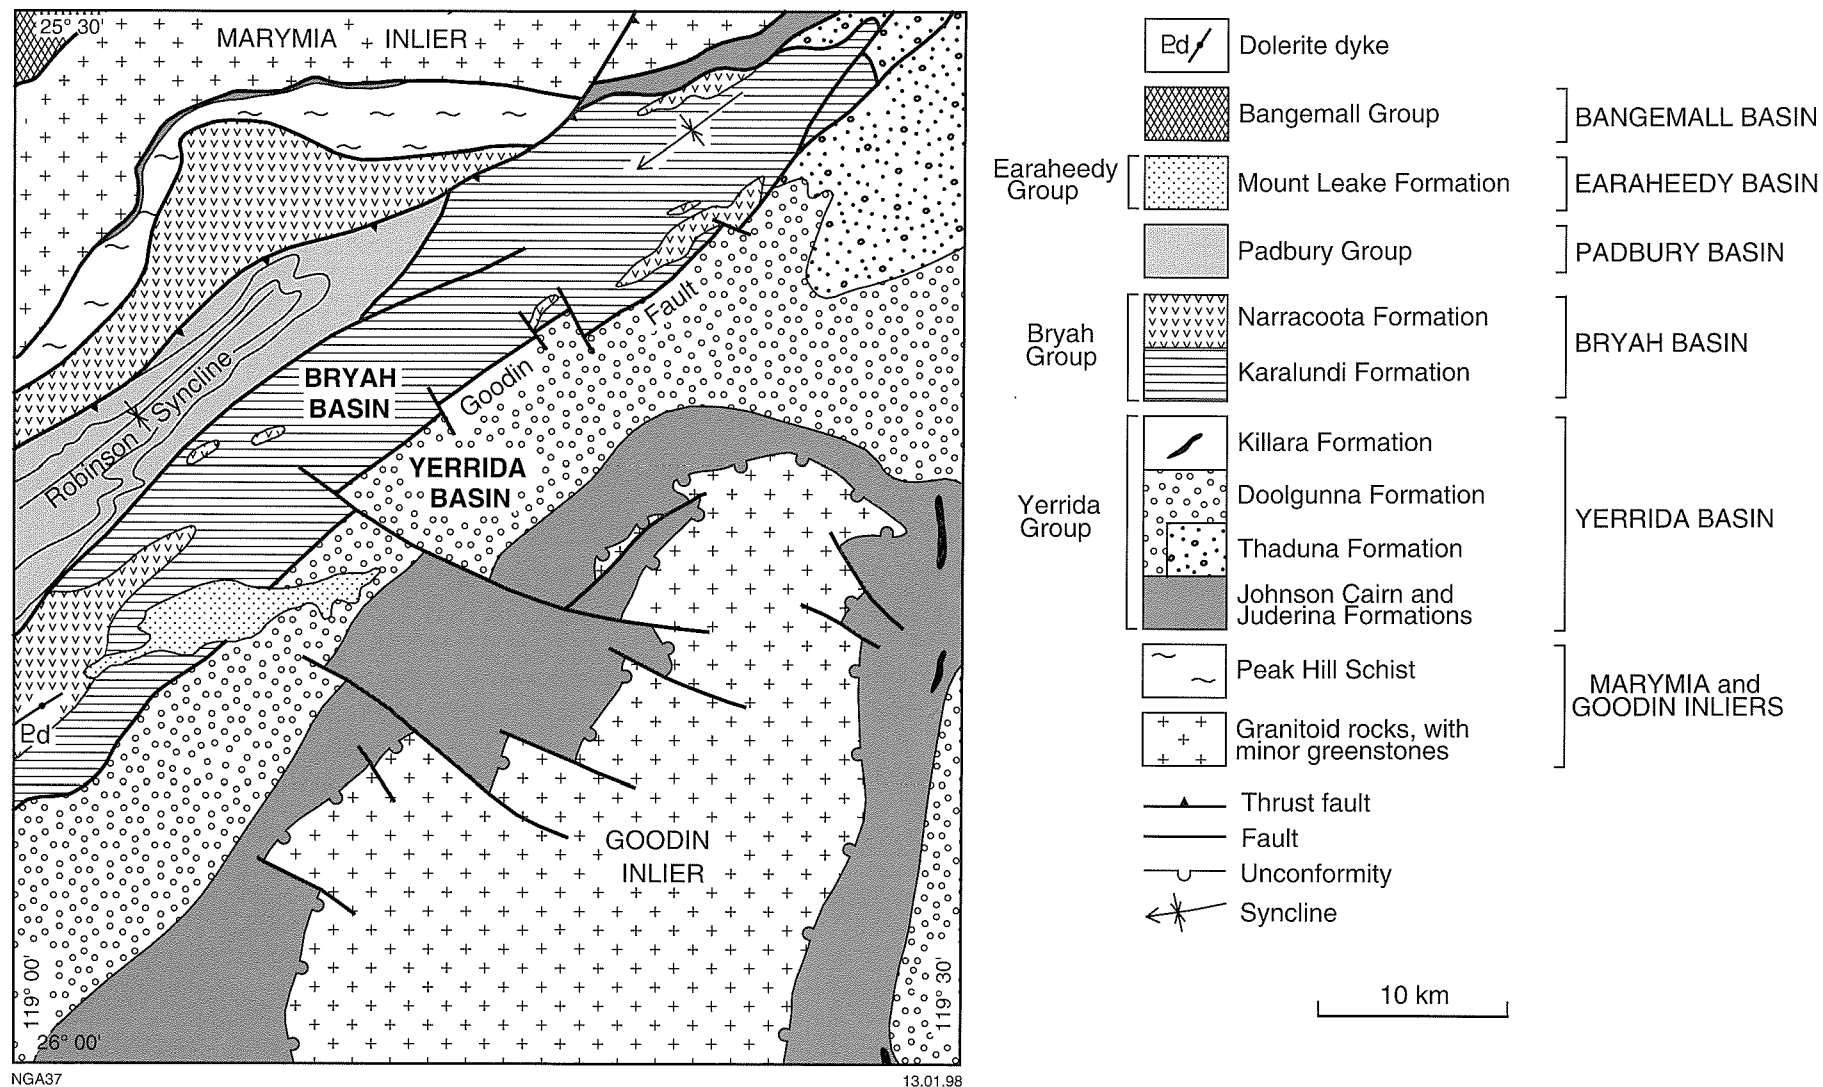 25° 30'
MARYMIA INLIER
Robinson Syncline
BRYAH
BASIN
Goodin Fault
YERRIDA
BASIN
Pd
GOODIN
INLIER
119° 00'
26° 00'
119° 30'
NGA37
13.01.98
Pd
Dolerite dyke
Bangemall Group
BANGEMALL BASIN
Earaheedy
Group
Mount Leake Formation
EARAHEEDY BASIN
Padbury Group
PADBURY BASIN
Bryah
Group
Narracoota Formation
Karalundi Formation
BRYAH BASIN
Yerrida
Group
Killara Formation
Doolgunna Formation
Thaduna Formation
Johnson Cairn and
Juderina Formations
YERRIDA BASIN
Peak Hill Schist
Granitoid rocks, with
minor greenstones
MARYMIA and
GOODIN INLIERS
Thrust fault
Fault
Unconformity
Syncline
10 km